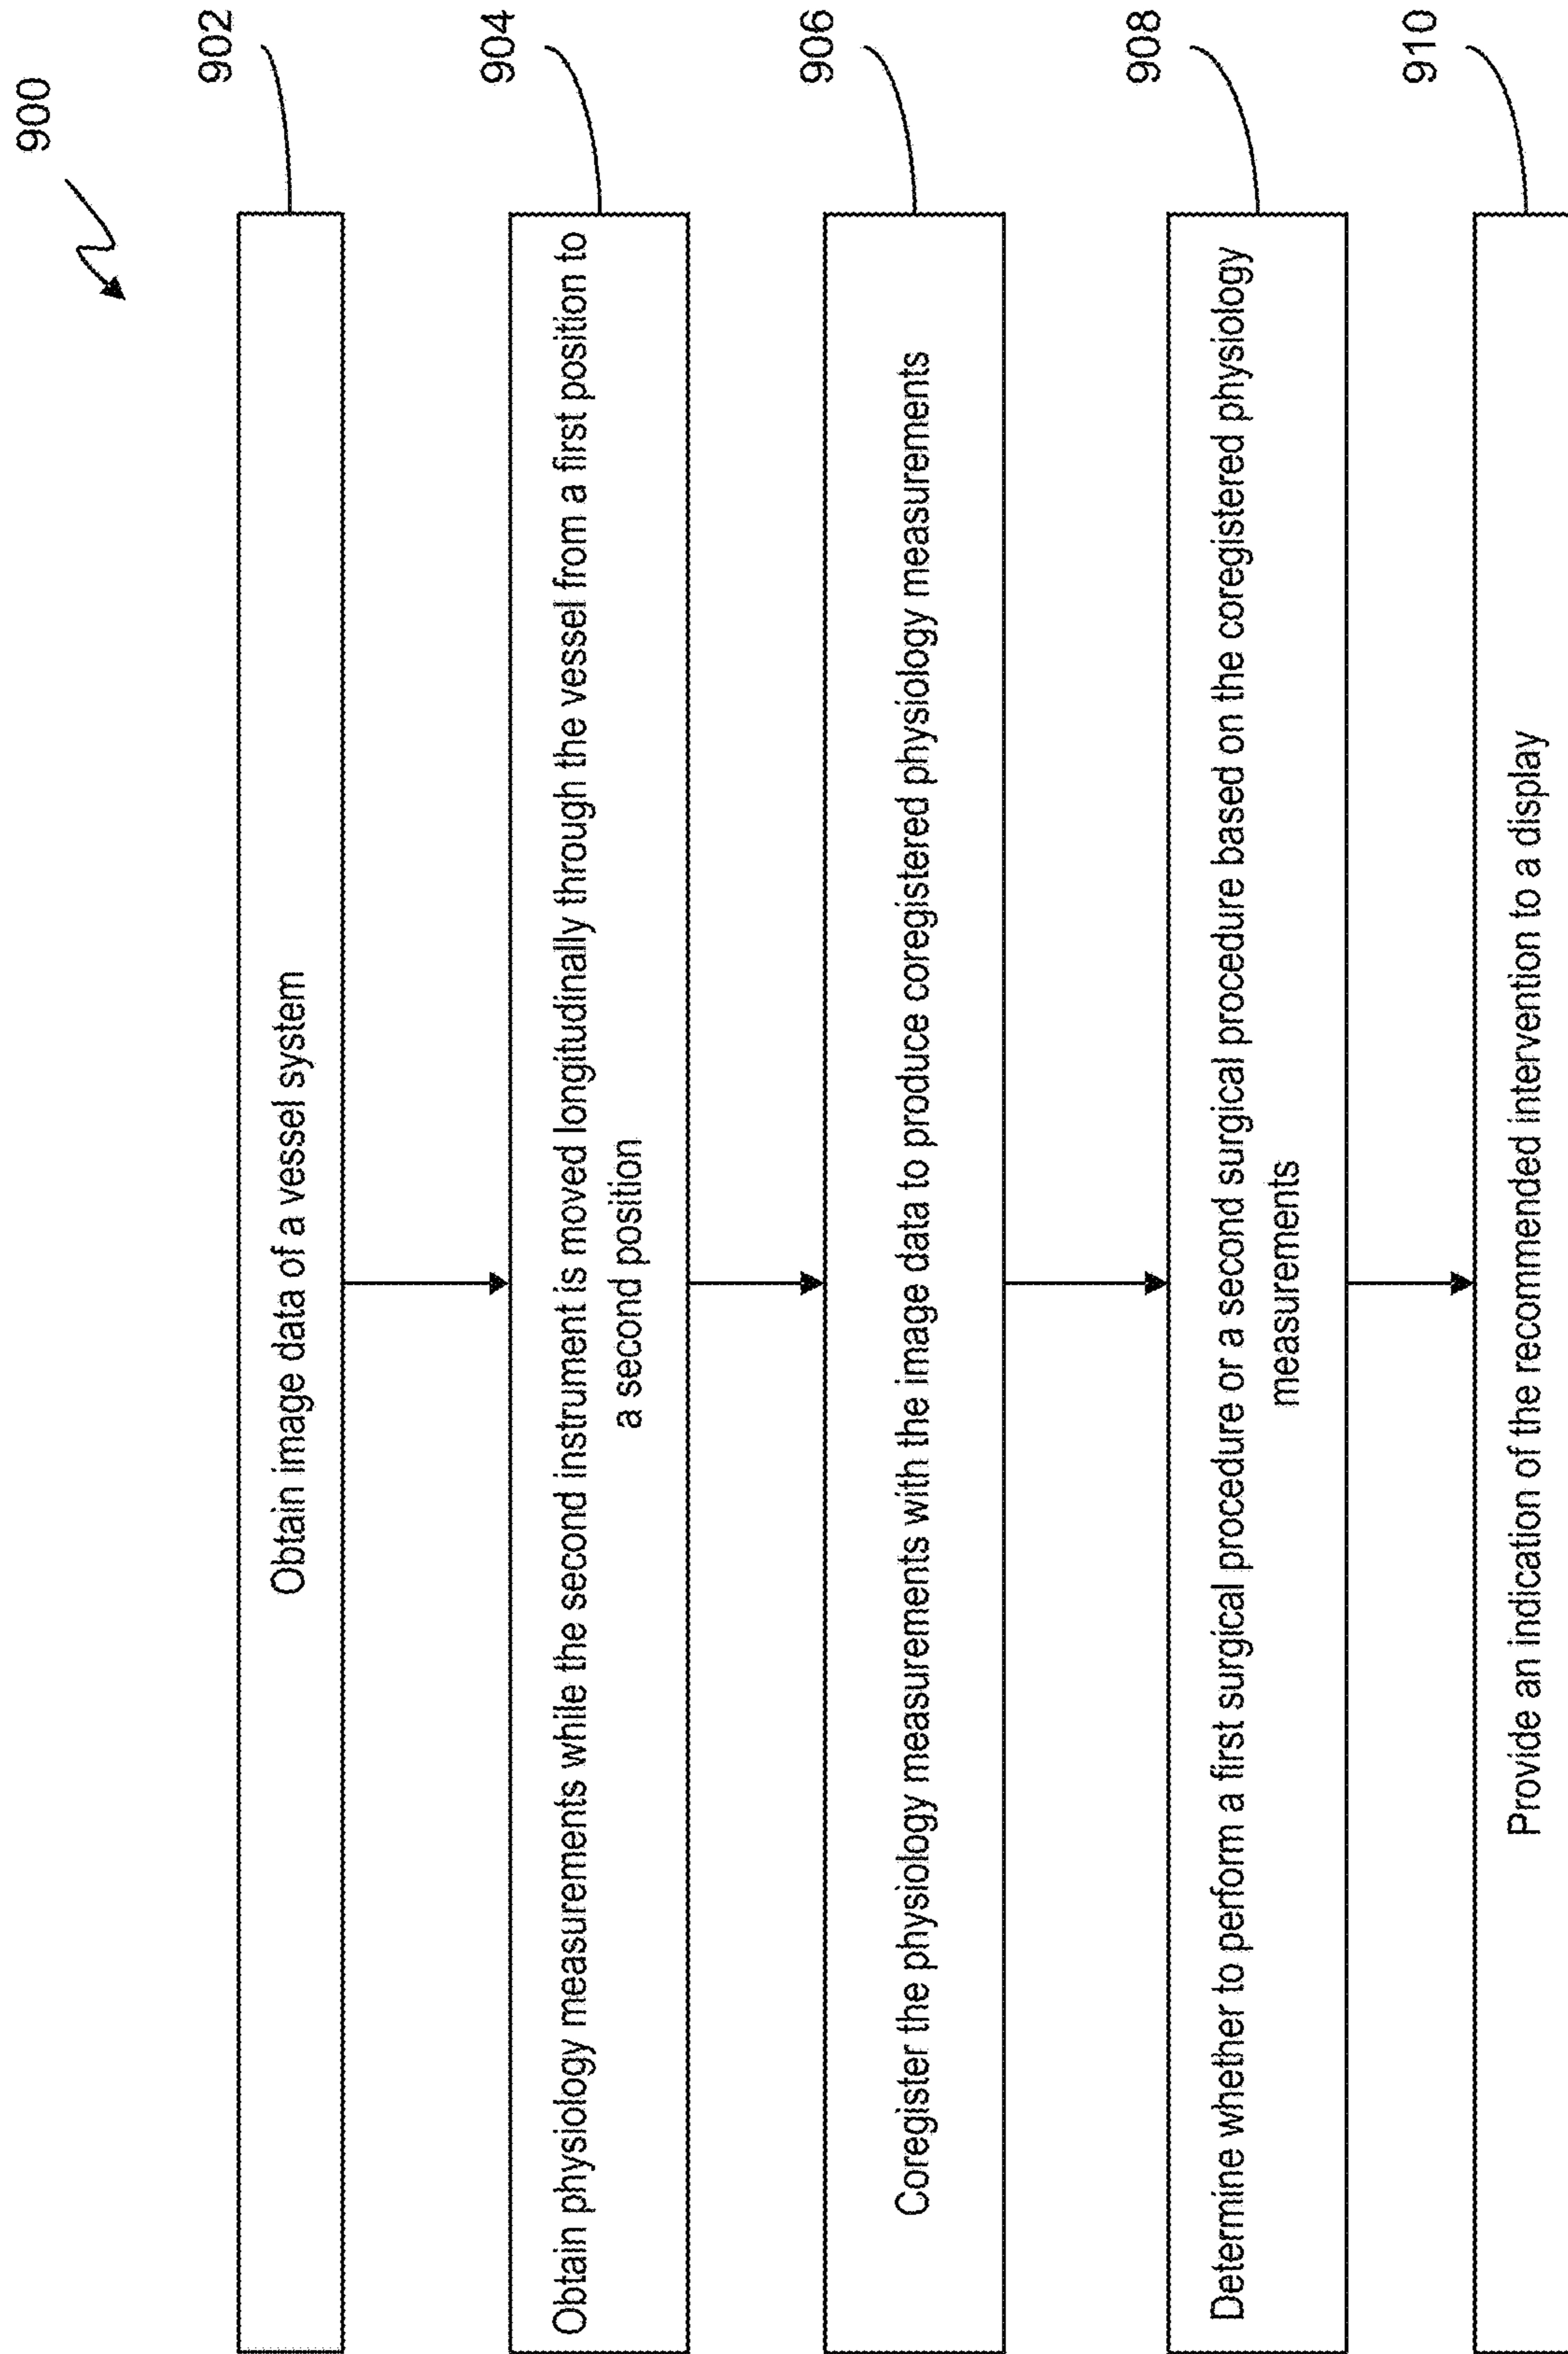 900
902
Obtain image data of a vessel system
904
Obtain physiology measurements while the second instrument is moved longitudinally through the vessel from a first position to
a second position
906
Coregister the physiology measurements with the image data to produce coregistered physiology measurements
908
Determine whether to perform a first surgical procedure or a second surgical procedure based on the coregistered physiology
measurements
910
Provide an indication of the recommended intervention to a display